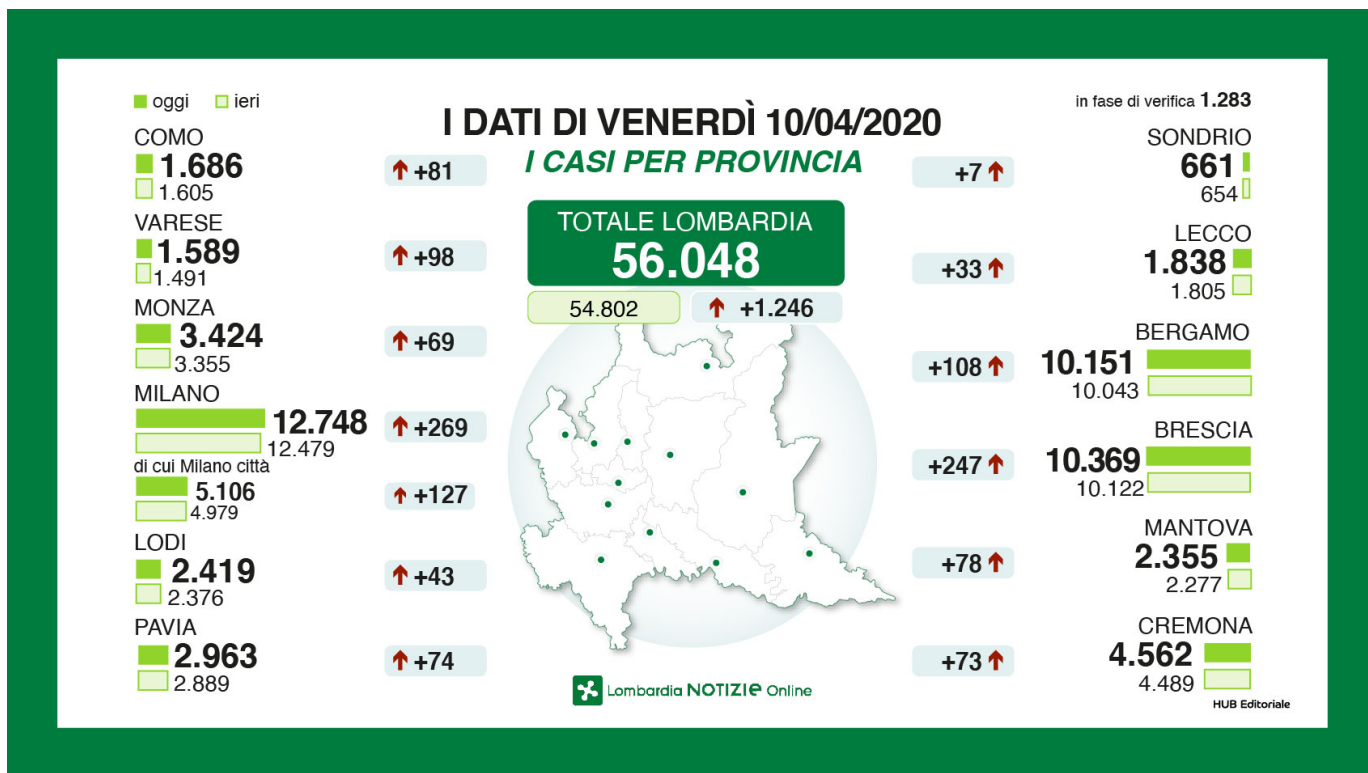 oggi ieri
I DATI DI VENERDÌ 10/04/2020
I CASI PER PROVINCIA
in fase di verifica 1.283
TOTALE LOMBARDIA
56.048
54.802 +1.246
COMO
1.686 +81
1.605
VARESE
1.589 +98
1.491
MONZA
3.424 +69
3.355
MILANO
12.748 +269
12.479
di cui Milano città
5.106 +127
4.979
LODI
2.419 +43
2.376
PAVIA
2.963 +74
2.889
SONDRIO
+7 661
654
LECCO
+33 1.838
1.805
BERGAMO
+108 10.151
10.043
BRESCIA
+247 10.369
10.122
MANTOVA
+78 2.355
2.277
CREMONA
+73 4.562
4.489
Lombardia NOTIZIE Online
HUB Editoriale